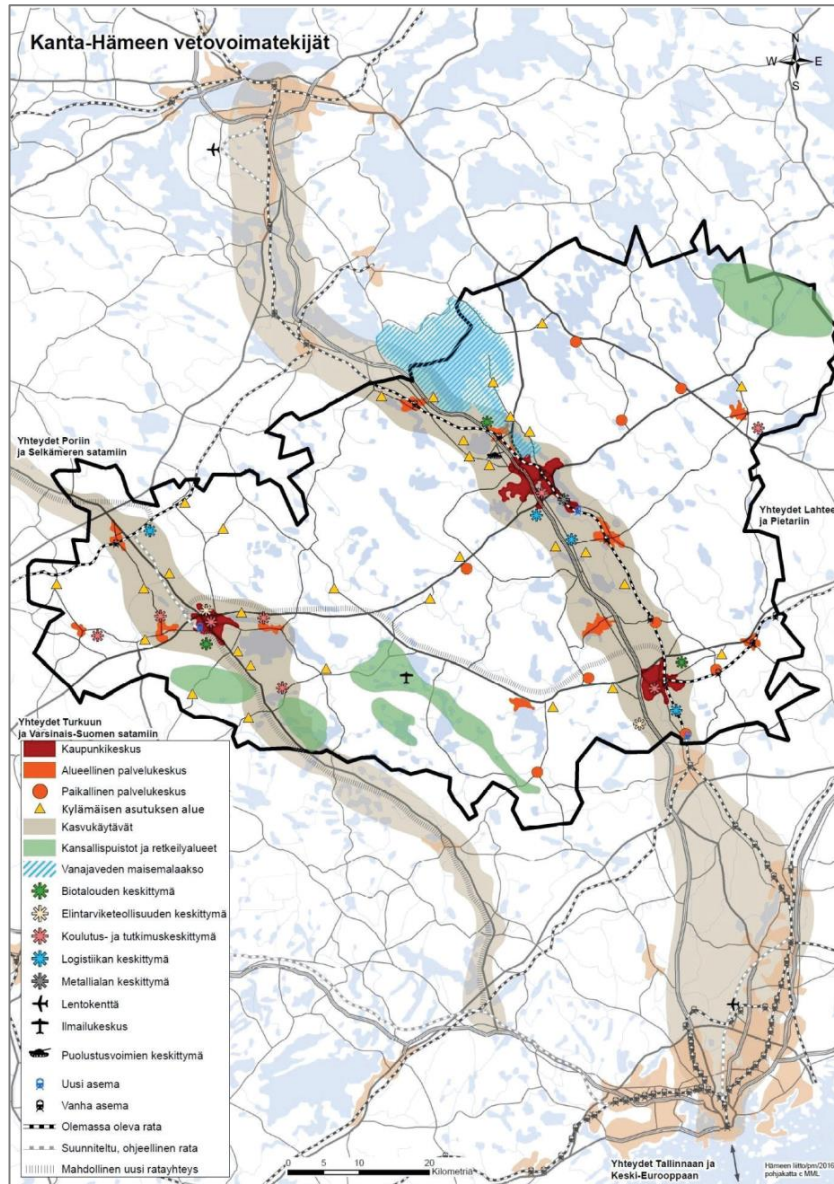 Kanta-Hämeen vetovoimatekijät
N
W E
S
Yhteydet Poriin
ja Selkämeren satamiin
Yhteydet Lahteen
ja Pietariin
Yhteydet Turkuun
ja Varsinais-Suomen satamiin
Kaupunkikeskus
Alueellinen palvelukeskus
Paikallinen palvelukeskus
Kylämäisen asutuksen alue
Kasvukäytävät
Kansallispuistot ja retkeilyalueet
Vanajaveden maisemalaakso
Biotalouden keskittymä
Elintarviketeollisuuden keskittymä
Koulutus- ja tutkimuskeskittymä
Logistiikan keskittymä
Metallialan keskittymä
Lentokenttä
Ilmailukeskus
Puolustusvoimien keskittymä
Uusi asema
Vanha asema
Olemassa oleva rata
Suunniteltu, ohjeellinen rata
Mahdollinen uusi ratayhteys
0 5 10 20
Kilometriä
Yhteydet Tallinnaan ja
Keski-Eurooppaan
Hämeen liitto/pm/2016
pohjakartta © MML